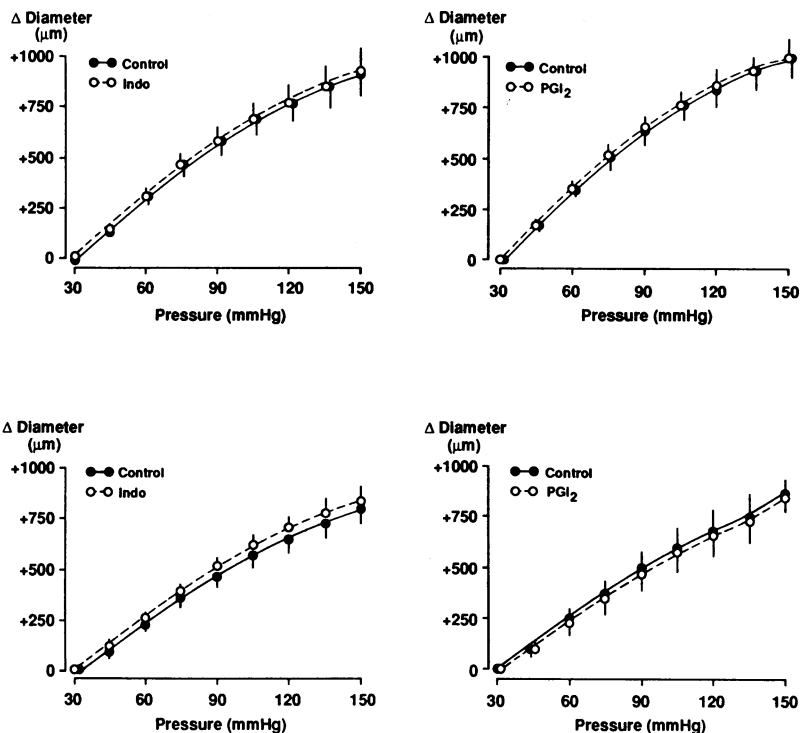 Δ Diameter
(μm)
+1000
+750
+500
+250
0
Control
Indo
30 60 90 120 150
Pressure (mmHg)
Δ Diameter
(μm)
+1000
+750
+500
+250
0
Control
PGI2
30 60 90 120 150
Pressure (mmHg)
Δ Diameter
(μm)
+1000
+750
+500
+250
0
Control
Indo
30 60 90 120 150
Pressure (mmHg)
Δ Diameter
(μm)
+1000
+750
+500
+250
0
Control
PGI2
30 60 90 120 150
Pressure (mmHg)